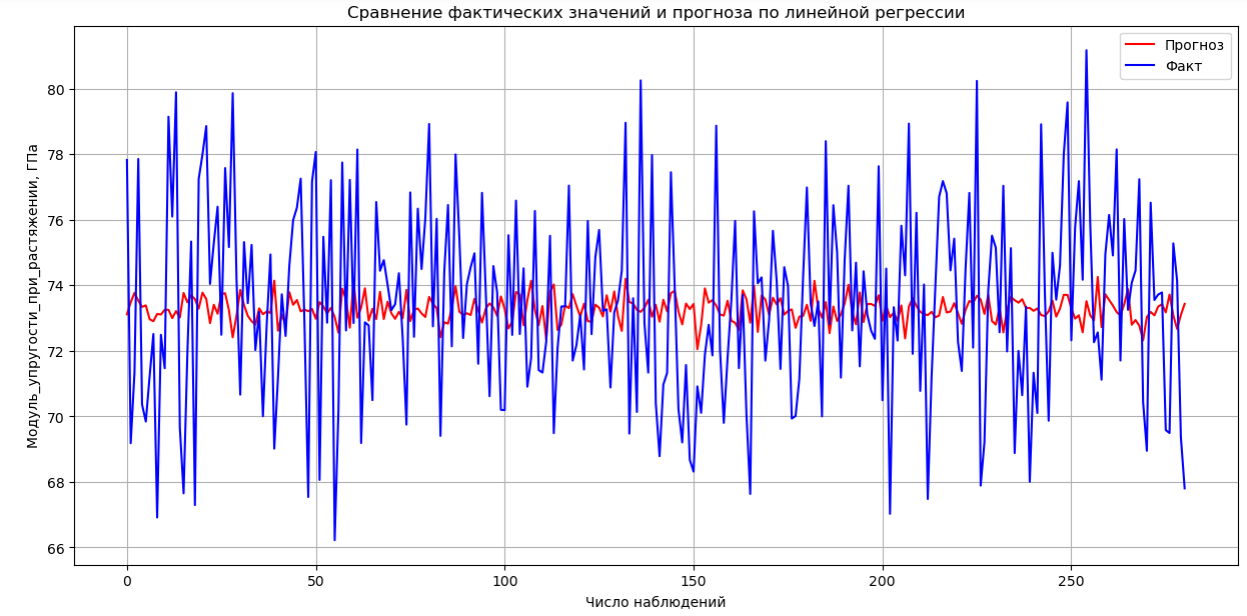 Сравнение фактических значений и прогноза по линейной регрессии
Прогноз
Факт
Модуль_упругости_при_растяжении, ГПа
80
78
76
74
72
70
68
66
0
50
100
150
200
250
Число наблюдений